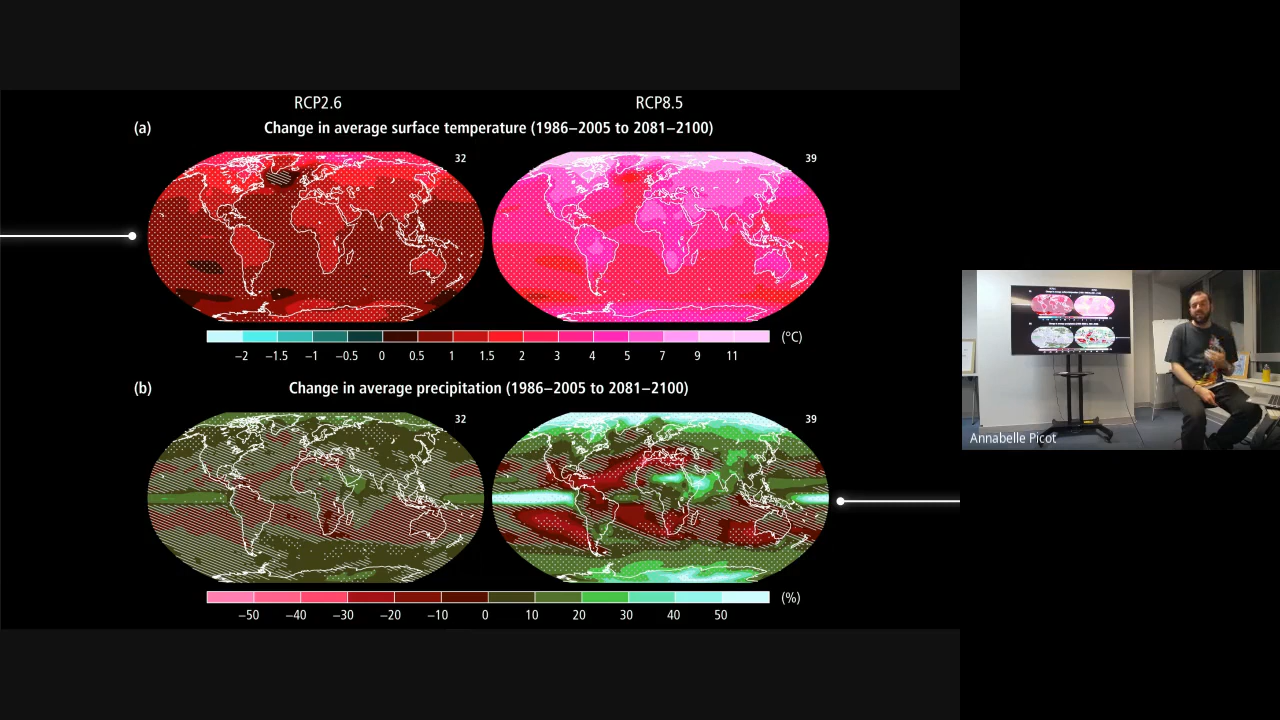 RCP2.6 RCP8.5
(a) Change in average surface temperature (1986−2005 to 2081−2100)
32 39
−2 −1.5 −1 −0.5 0 0.5 1 1.5 2 3 4 5 7 9 11 (°C)
(b) Change in average precipitation (1986−2005 to 2081−2100)
32 39
−50 −40 −30 −20 −10 0 10 20 30 40 50 (%)
Annabelle Picot